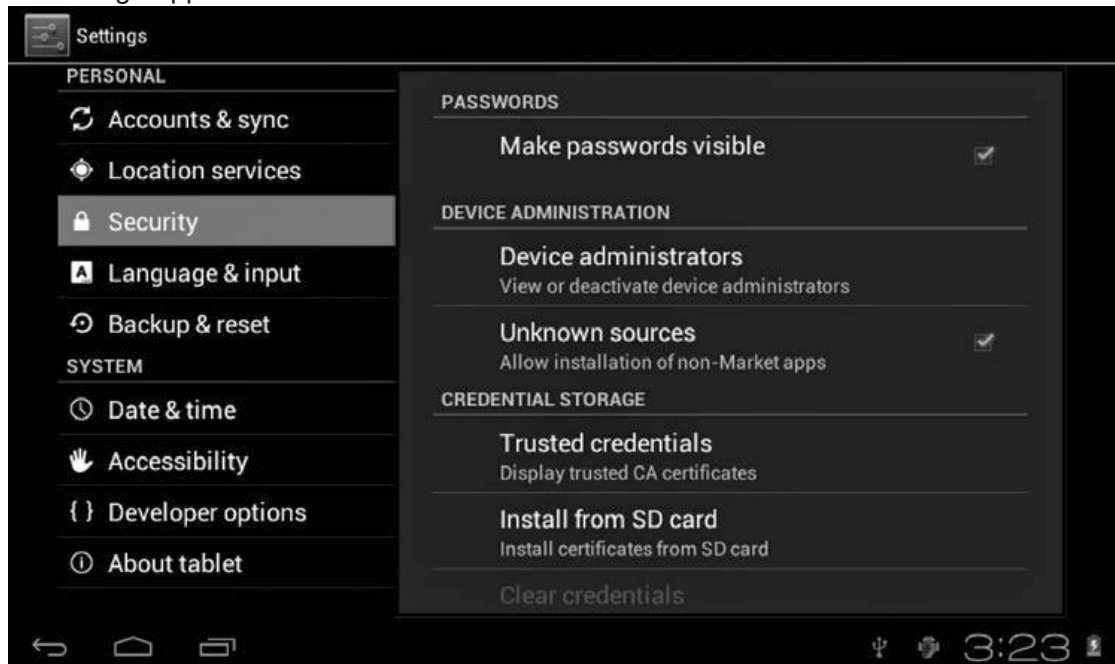 Settings
PERSONAL
Accounts & sync
Location services
Security
Language & input
Backup & reset
SYSTEM
Date & time
Accessibility
Developer options
About tablet
PASSWORDS
Make passwords visible
DEVICE ADMINISTRATION
Device administrators
View or deactivate device administrators
Unknown sources
Allow installation of non-Market apps
CREDENTIAL STORAGE
Trusted credentials
Display trusted CA certificates
Install from SD card
Install certificates from SD card
Clear credentials
3:23